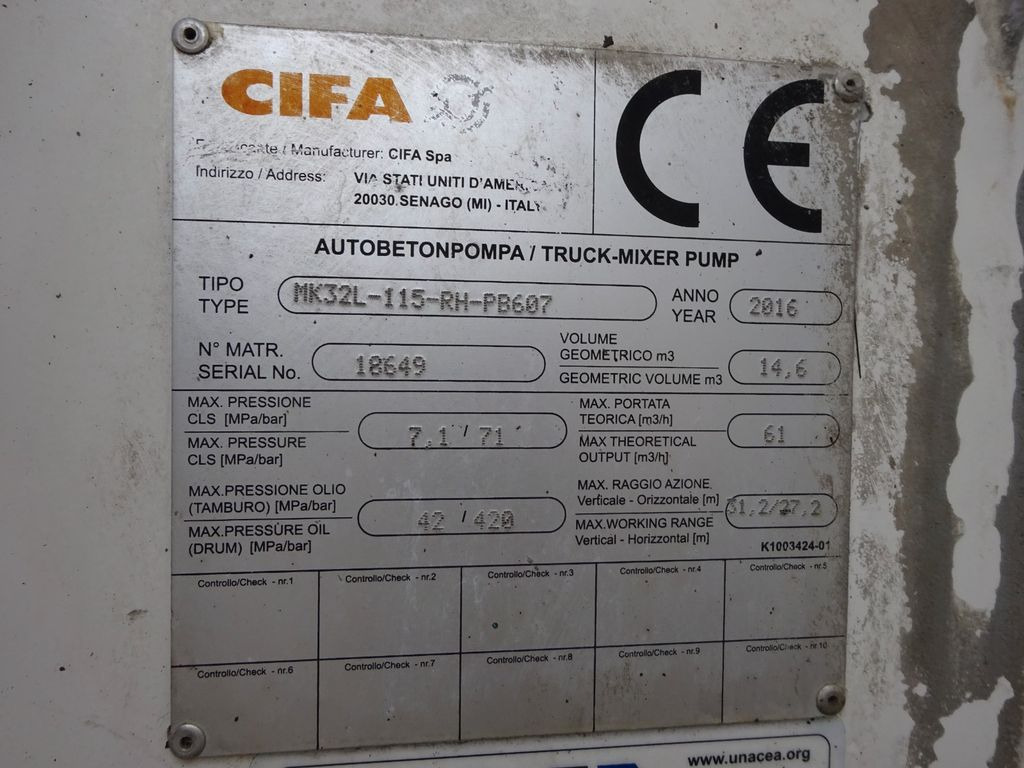 CIFA
CE
/ Manufacturer: CIFA Spa
Indirizzo / Address: VIA STATI UNITI
20030 SENAGO (MI) - ITALY
AUTOBETONPOMPA / TRUCK-MIXER PUMP
TIPO
TYPE
MK32L-115-RH-PB607
ANNO
YEAR
2016
N° MATR.
SERIAL No.
18649
VOLUME
GEOMETRICO m3
GEOMETRIC VOLUME m3
14,6
MAX. PRESSIONE
CLS [MPa/bar]
MAX. PRESSURE
CLS [MPa/bar]
7,1 / 71
MAX. PORTATA
TEORICA [m3/h]
MAX THEORETICAL
OUTPUT [m3/h]
61
MAX.PRESSIONE OLIO
(TAMBURO) [MPa/bar]
MAX.PRESSURE OIL
(DRUM) [MPa/bar]
42 / 420
MAX. RAGGIO AZIONE
Verticale - Orizzontale [m]
MAX.WORKING RANGE
Vertical - Horizzontal [m]
31,2/27,2
K1003424-01
Controllo/Check - nr.1
Controllo/Check - nr.2
Controllo/Check - nr.3
Controllo/Check - nr.4
Controllo/Check - nr.5
Controllo/Check - nr.6
Controllo/Check - nr.7
Controllo/Check - nr.8
Controllo/Check - nr.9
Controllo/Check - nr.10
www.unacea.org